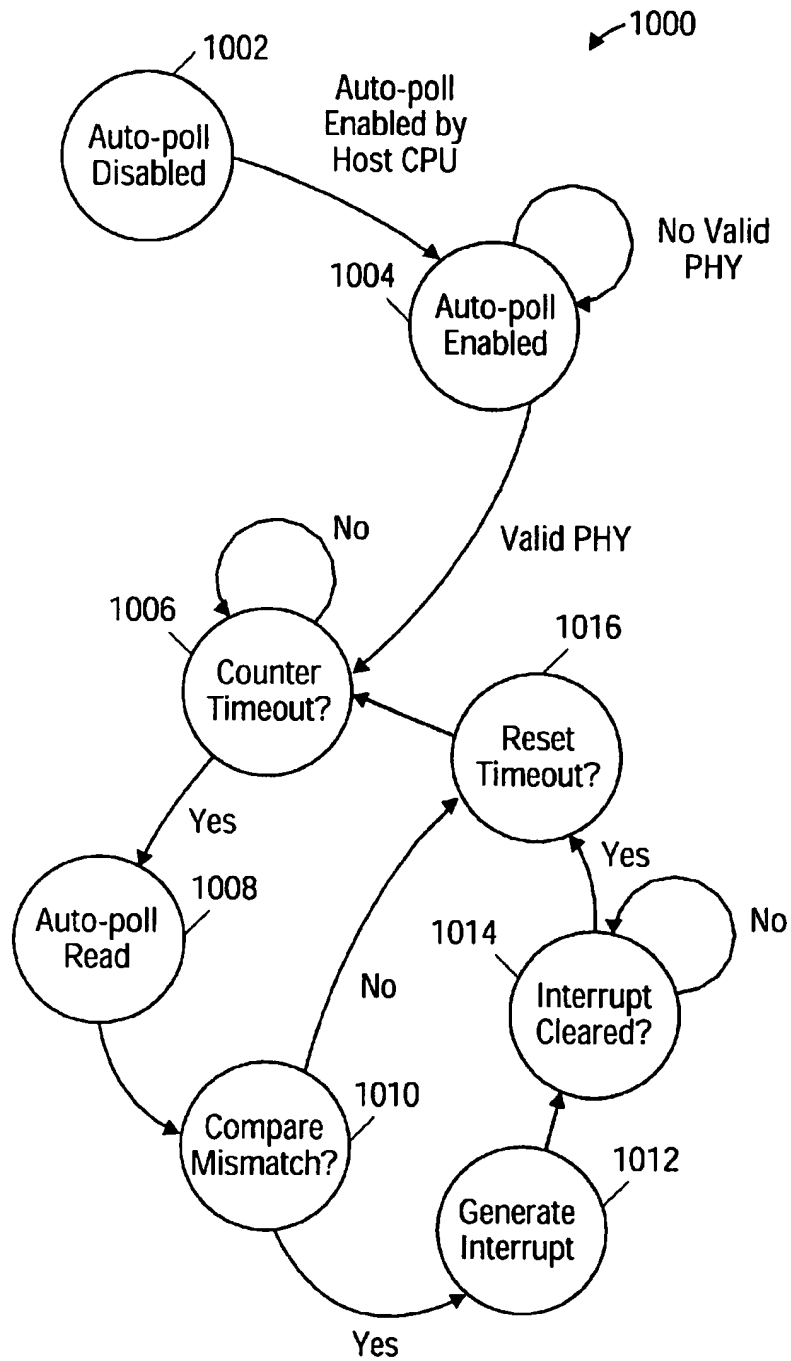 1000
1002
Auto-poll
Disabled
Auto-poll
Enabled by
Host CPU
No Valid
PHY
1004
Auto-poll
Enabled
Valid PHY
No
1006
Counter
Timeout?
1016
Reset
Timeout?
Yes
Yes
1008
Auto-poll
Read
No
1014
No
Interrupt
Cleared?
1010
Compare
Mismatch?
1012
Generate
Interrupt
Yes